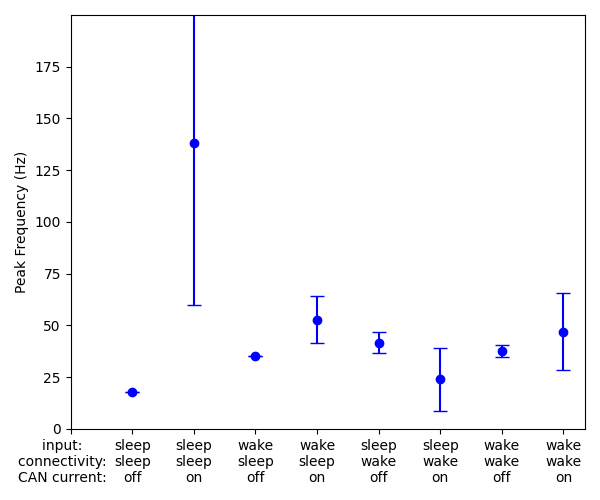 175
150
125
100
75
50
25
0
Peak Frequency (Hz)
input: sleep sleep wake wake sleep sleep wake wake
connectivity: sleep sleep sleep sleep wake wake wake wake
CAN current: off on off on off on off on